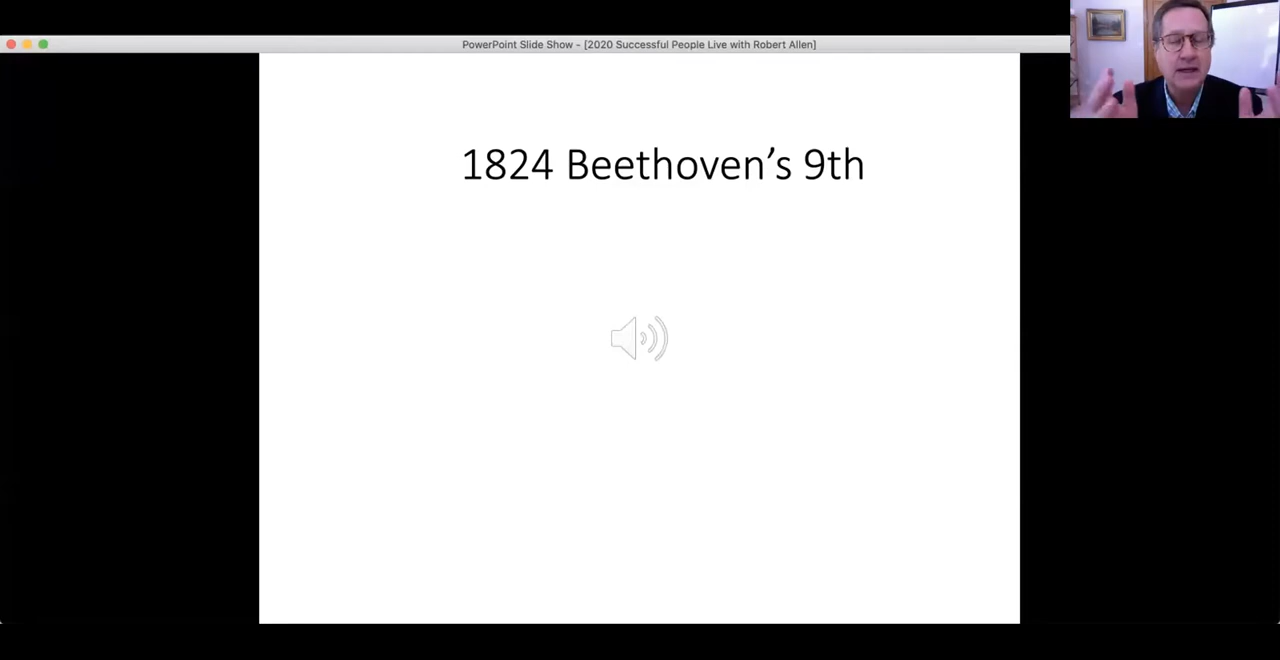 PowerPoint Slide Show - [2020 Successful People Live with Robert Allen]
1824 Beethoven’s 9th